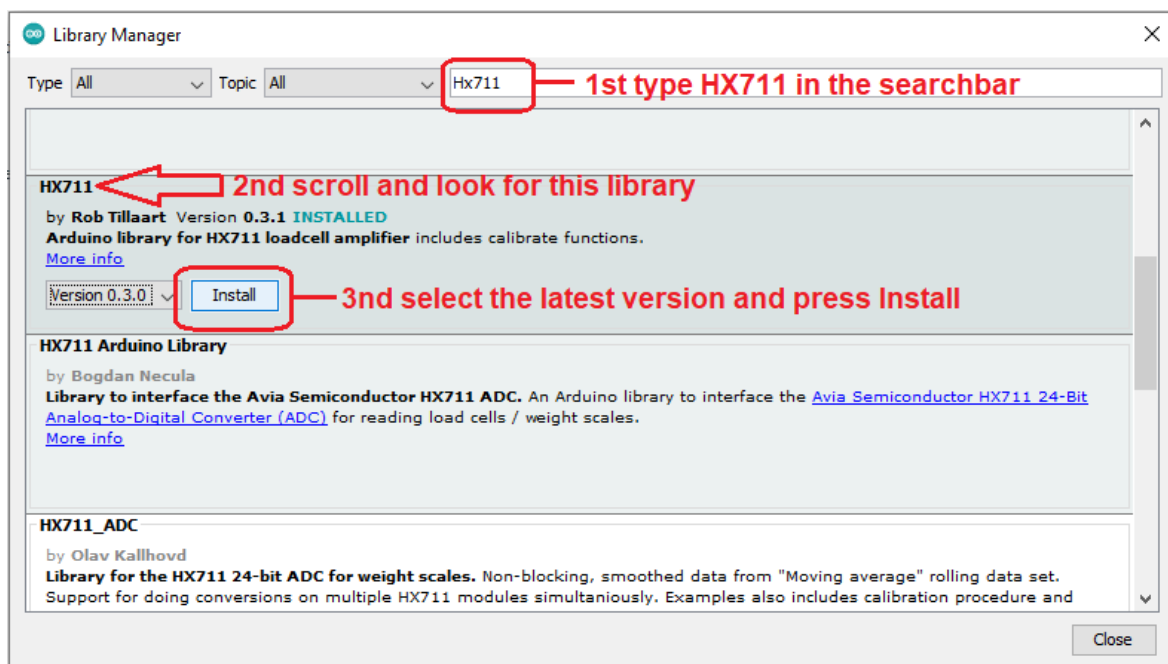 Library Manager
Type All Topic All Hx711 1st type HX711 in the searchbar
HX711 2nd scroll and look for this library
by Rob Tillaart Version 0.3.1 INSTALLED
Arduino library for HX711 loadcell amplifier includes calibrate functions.
More info
Version 0.3.0 Install 3nd select the latest version and press Install
HX711 Arduino Library
by Bogdan Necula
Library to interface the Avia Semiconductor HX711 ADC. An Arduino library to interface the Avia Semiconductor HX711 24-Bit
Analog-to-Digital Converter (ADC) for reading load cells / weight scales.
More info
HX711_ADC
by Olav Kallhovd
Library for the HX711 24-bit ADC for weight scales. Non-blocking, smoothed data from "Moving average" rolling data set.
Support for doing conversions on multiple HX711 modules simultaniously. Examples also includes calibration procedure and
Close